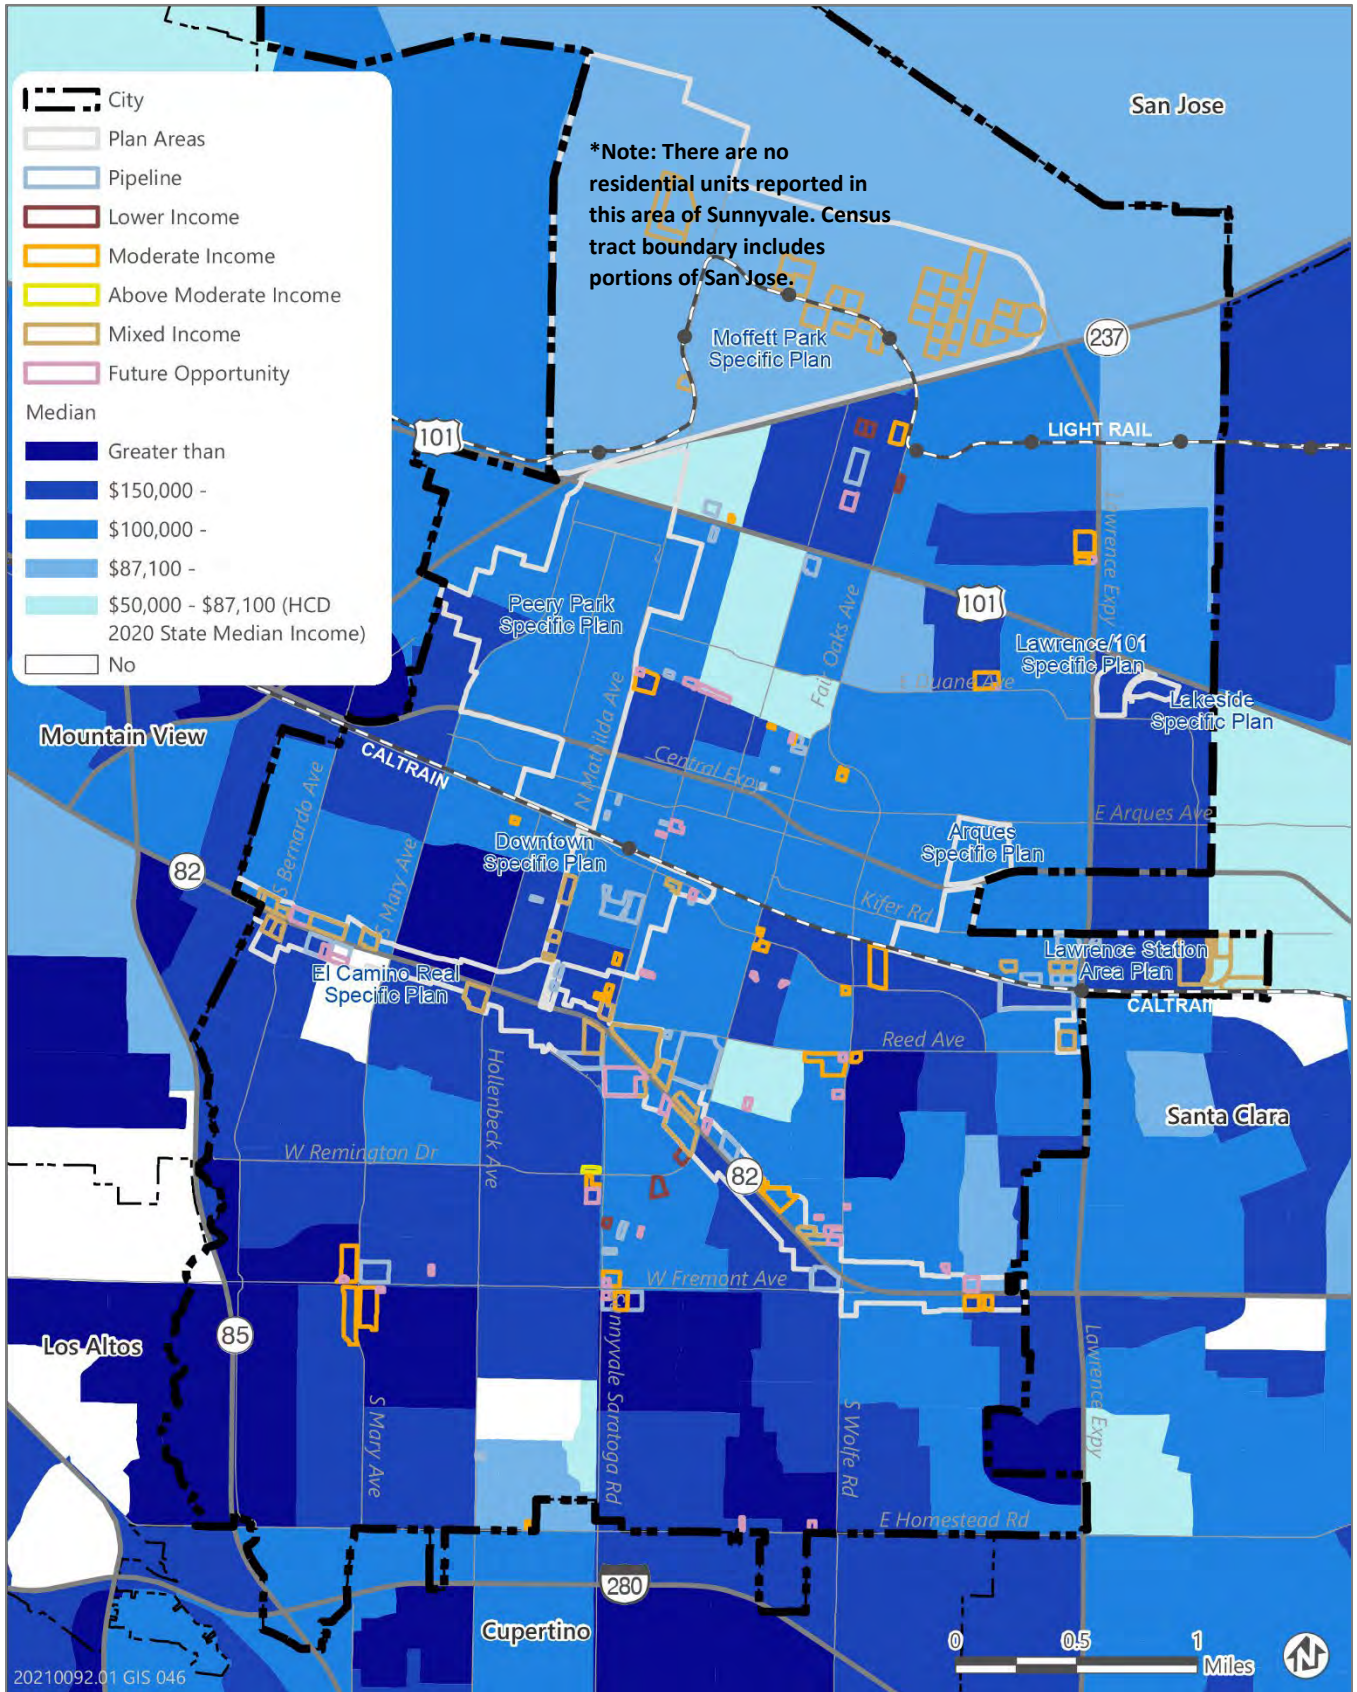 City
Plan Areas
Pipeline
Lower Income
Moderate Income
Above Moderate Income
Mixed Income
Future Opportunity
Median
Greater than
$150,000 -
$100,000 -
$87,100 -
$50,000 - $87,100 (HCD
2020 State Median Income)
No
San Jose
*Note: There are no
residential units reported in
this area of Sunnyvale. Census
tract boundary includes
portions of San Jose.
Moffett Park
Specific Plan
237
101
LIGHT RAIL
Lawrence Expy
Peery Park
Specific Plan
Fair Oaks Ave
101
Lawrence/101
Specific Plan
E Duane Ave
Lakeside
Specific Plan
Mountain View
CALTRAIN
N Mathilda Ave
Central Expy
E Arques Ave
S Bernardo Ave
S Mary Ave
Downtown
Specific Plan
Arques
Specific Plan
82
Kifer Rd
El Camino Real
Specific Plan
Lawrence Station
Area Plan
CALTRAIN
Reed Ave
Hollenbeck Ave
Santa Clara
W Remington Dr
82
W Fremont Ave
Los Altos
85
S Mary Ave
nnyvale Saratoga Rd
S Wolfe Rd
Lawrence Expy
E Homestead Rd
280
Cupertino
0 0.5 1
Miles
N
20210092.01 GIS 046